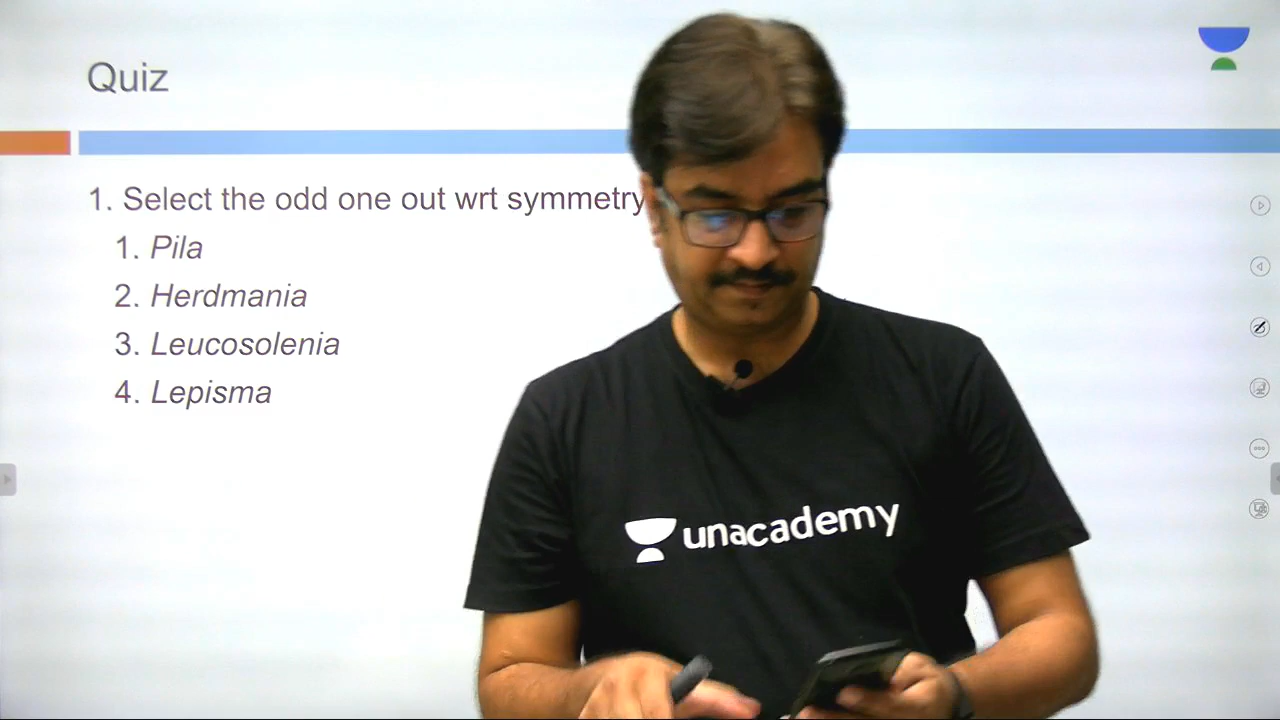 Quiz
1. Select the odd one out wrt symmetry
1. Pila
2. Herdmania
3. Leucosolenia
4. Lepisma
unacademy